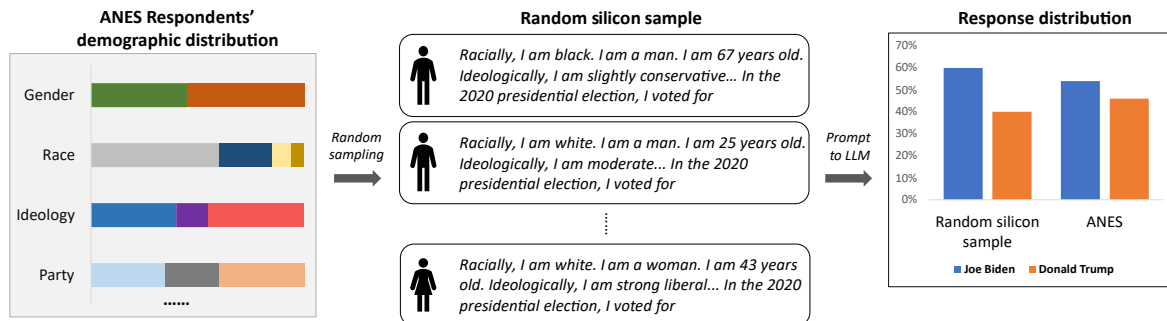 ANES Respondents’
demographic distribution
Gender
Race
Ideology
Party
......
Random
sampling
Random silicon sample
Racially, I am black. I am a man. I am 67 years old.
Ideologically, I am slightly conservative... In the
2020 presidential election, I voted for
Racially, I am white. I am a man. I am 25 years old.
Ideologically, I am moderate... In the 2020
presidential election, I voted for
......
Racially, I am white. I am a woman. I am 43 years
old. Ideologically, I am strong liberal... In the 2020
presidential election, I voted for
Prompt
to LLM
Response distribution
70%
60%
50%
40%
30%
20%
10%
0%
Random silicon
sample
ANES
Joe Biden
Donald Trump